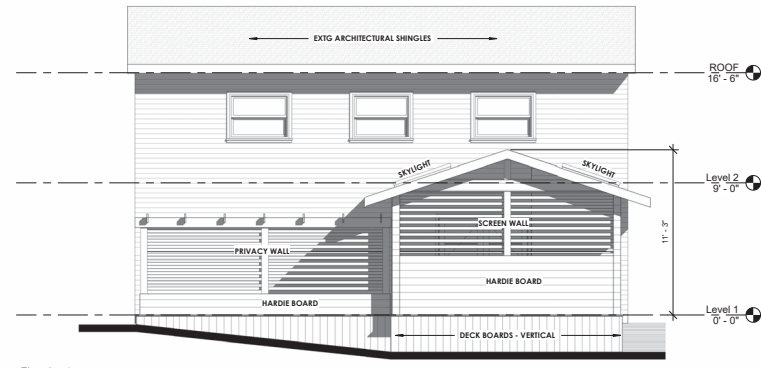 EXTG ARCHITECTURAL SHINGLES
ROOF
16' - 6"
SKYLIGHT
SKYLIGHT
Level 2
9' - 0"
SCREEN WALL
11' - 3"
PRIVACY WALL
HARDIE BOARD
HARDIE BOARD
Level 1
0' - 0"
DECK BOARDS - VERTICAL